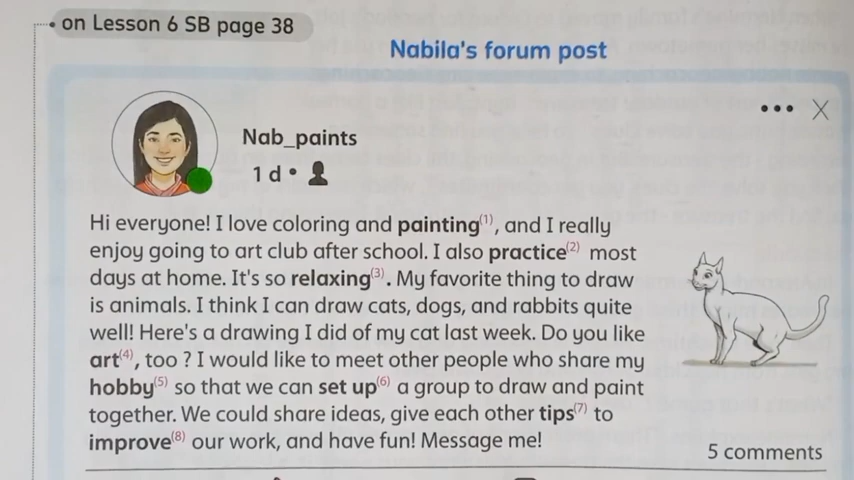 on Lesson 6 SB page 38
Nabila's forum post
Nab_paints
1 d •
Hi everyone! I love coloring and painting(1), and I really
enjoy going to art club after school. I also practice(2) most
days at home. It's so relaxing(3). My favorite thing to draw
is animals. I think I can draw cats, dogs, and rabbits quite
well! Here's a drawing I did of my cat last week. Do you like
art(4), too ? I would like to meet other people who share my
hobby(5) so that we can set up(6) a group to draw and paint
together. We could share ideas, give each other tips(7) to
improve(8) our work, and have fun! Message me!
5 comments